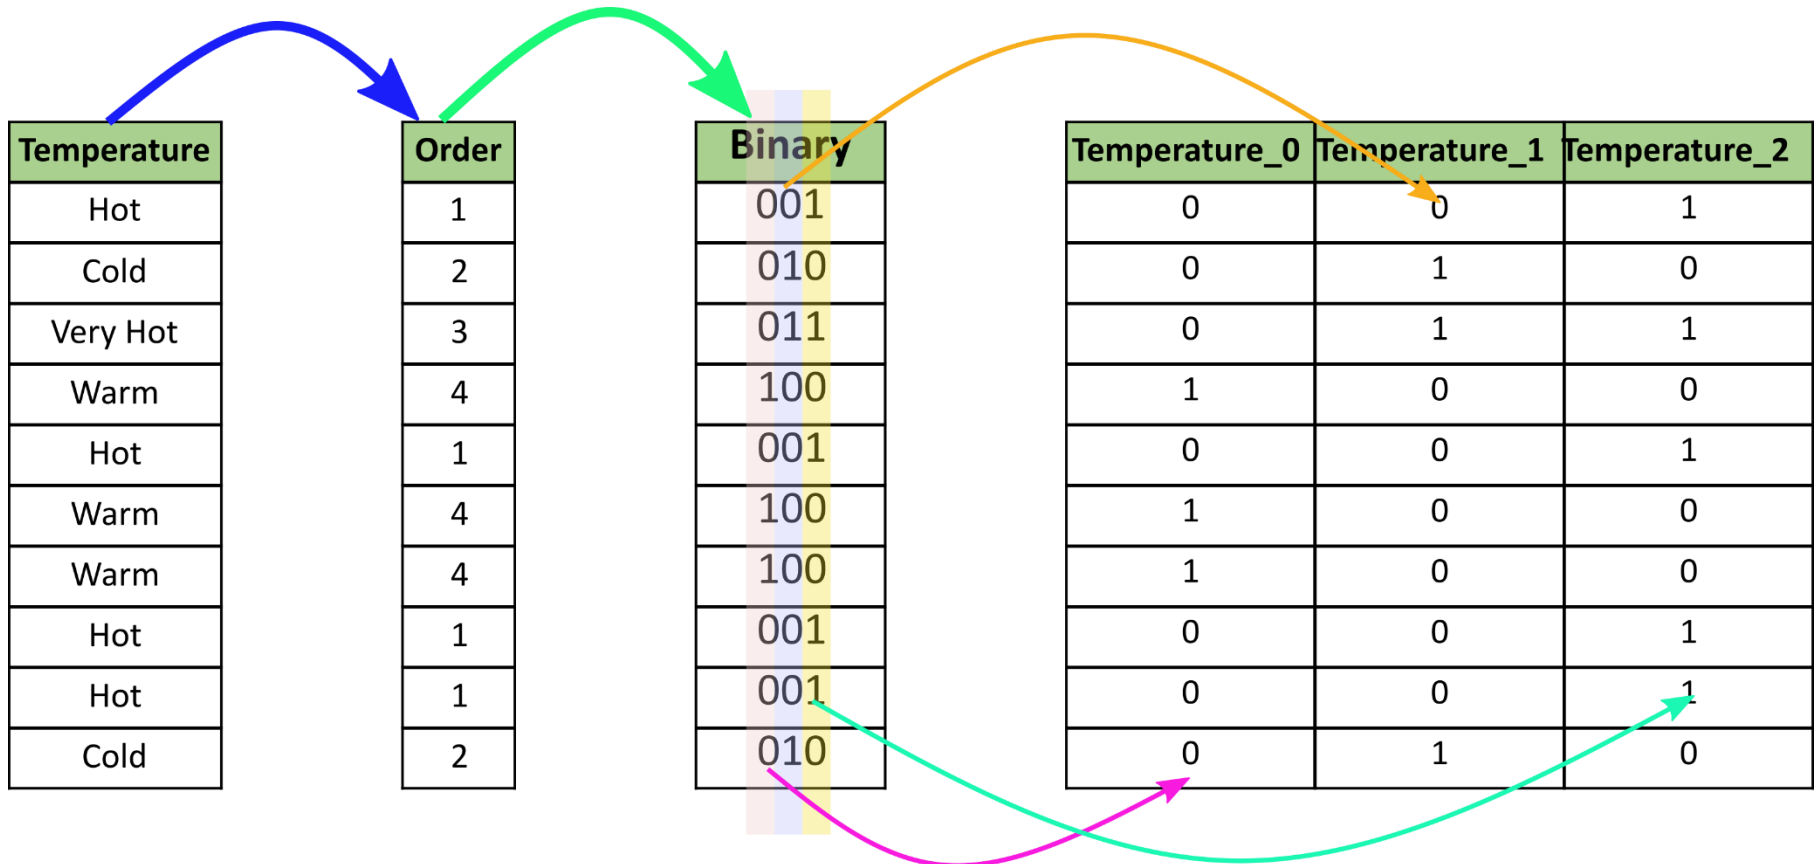 Temperature Order Binary Temperature_0 Temperature_1 Temperature_2
Hot 1 001 0 0 1
Cold 2 010 0 1 0
Very Hot 3 011 0 1 1
Warm 4 100 1 0 0
Hot 1 001 0 0 1
Warm 4 100 1 0 0
Warm 4 100 1 0 0
Hot 1 001 0 0 1
Hot 1 001 0 0 1
Cold 2 010 0 1 0